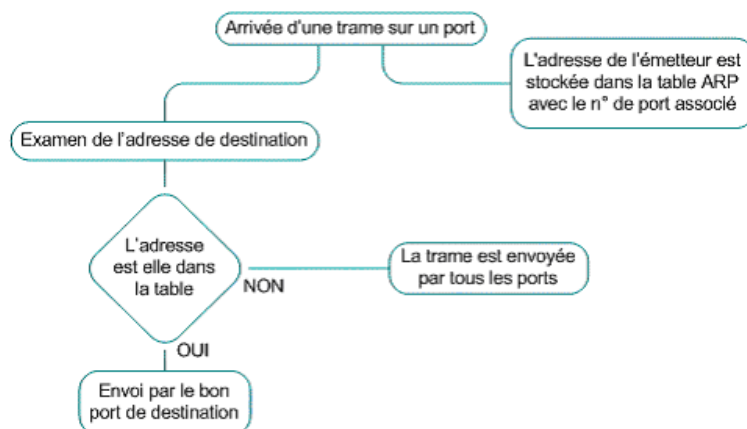 Arrivée d'une trame sur un port
L'adresse de l'émetteur est
stockée dans la table ARP
avec le n° de port associé
Examen de l'adresse de destination
L'adresse
est elle dans
la table
NON
La trame est envoyée
par tous les ports
OUI
Envoi par le bon
port de destination